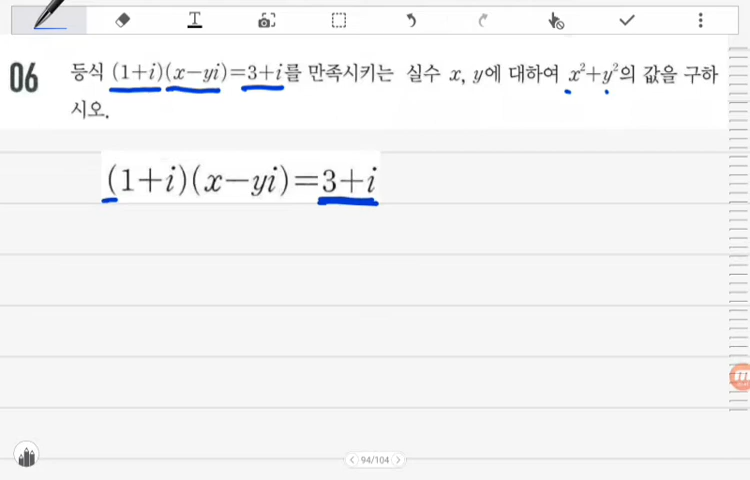 T
06 등식 (1+i)(x−yi)=3+i를 만족시키는 실수 x, y에 대하여 x²+y²의 값을 구하
시오.
(1+i)(x−yi)=3+i
94/104